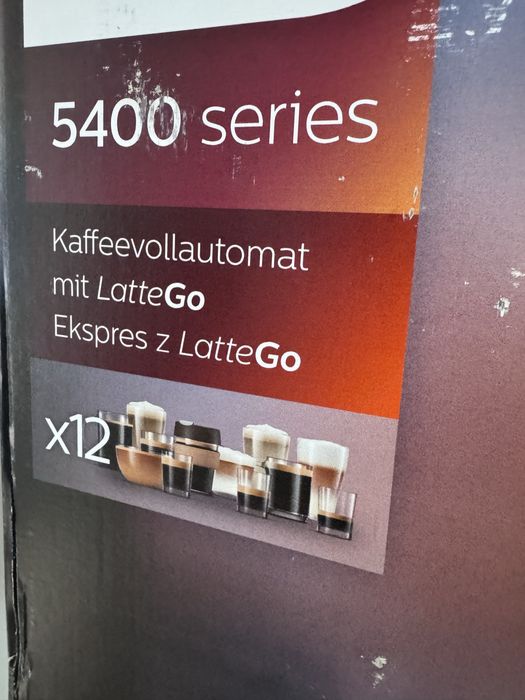 5400 series
Kaffeevollautomat
mit LatteGo
Ekspres z LatteGo
x12